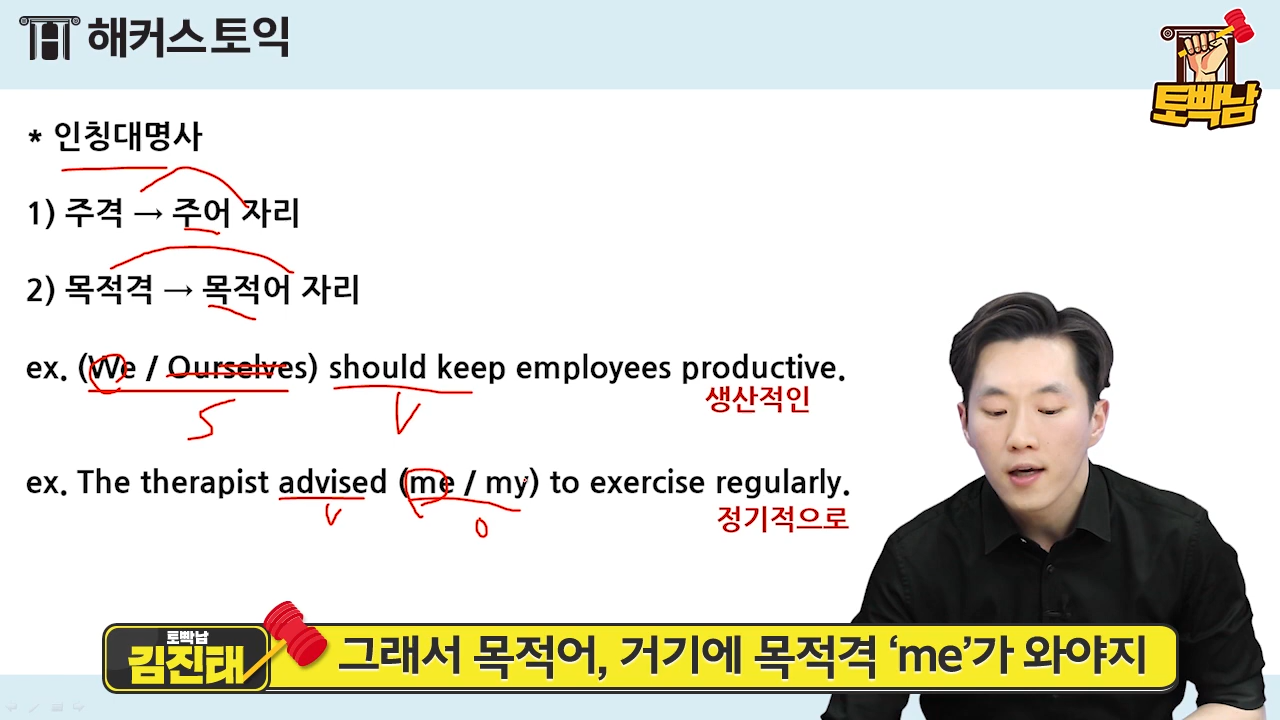 해커스토익
토빡남
* 인칭대명사
1) 주격 → 주어 자리
2) 목적격 → 목적어 자리
ex. (We / Ourselves) should keep employees productive.
생산적인
S
V
ex. The therapist advised (me / my) to exercise regularly.
정기적으로
V
O
토빡남
김진태
그래서 목적어, 거기에 목적격 ‘me’가 와야지